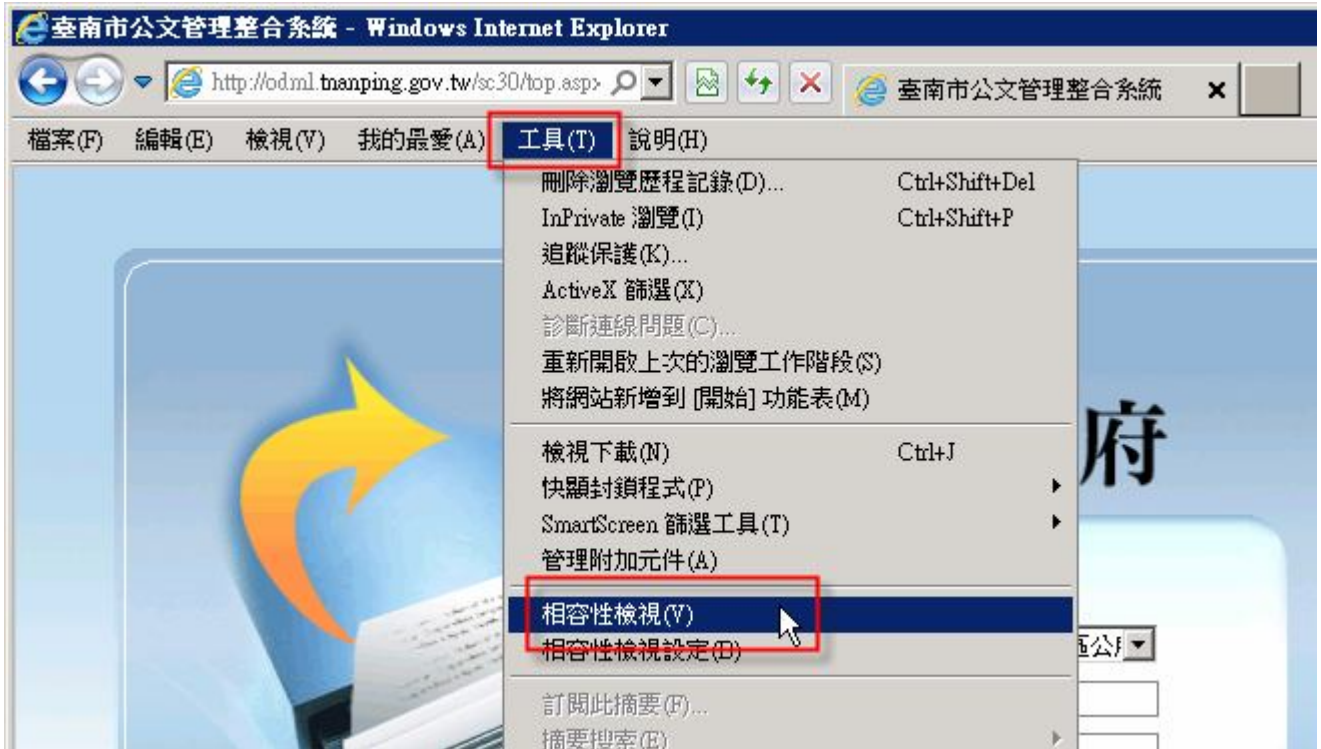 臺南市公文管理整合系統 - Windows Internet Explorer
http://odml.tnanping.gov.tw/sc30/top.asp
臺南市公文管理整合系統
檔案(F) 編輯(E) 檢視(V) 我的最愛(A) 工具(T) 說明(H)
刪除瀏覽歷程記錄(D)... Ctrl+Shift+Del
InPrivate 瀏覽(I) Ctrl+Shift+P
追蹤保護(K)...
ActiveX 篩選(X)
診斷連線問題(C)...
重新開啟上次的瀏覽工作階段(S)
將網站新增到 [開始] 功能表(M)
府
檢視下載(N) Ctrl+J
快顯封鎖程式(P)
SmartScreen 篩選工具(T)
管理附加元件(A)
相容性檢視(V)
相容性檢視設定(D)
區公
訂閱此摘要(F)...
摘要搜索(E)